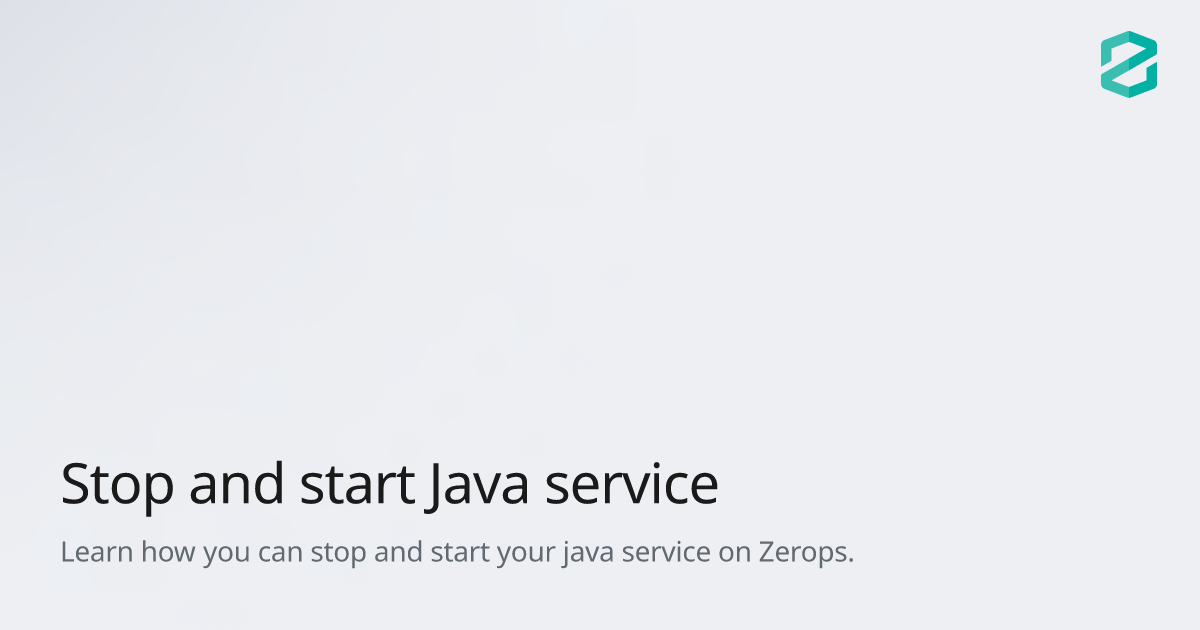 Stop and start Java service
Learn how you can stop and start your java service on Zerops.